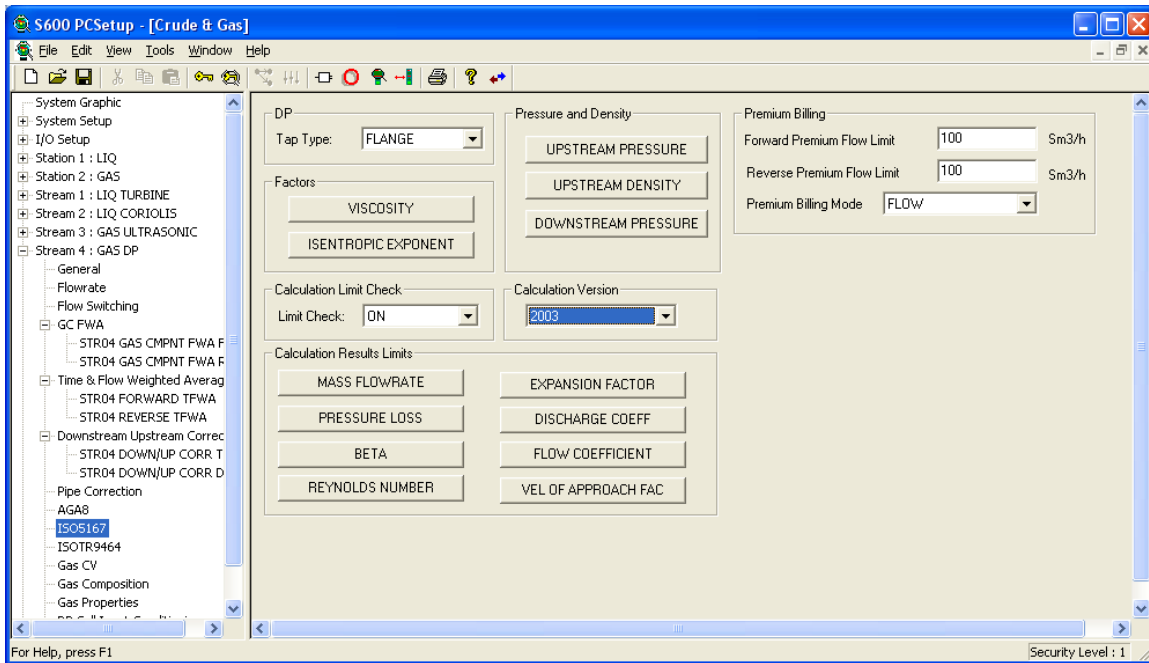 S600 PCSetup - [Crude & Gas]
File Edit View Tools Window Help
System Graphic
System Setup
I/O Setup
Station 1 : LIQ
Station 2 : GAS
Stream 1 : LIQ TURBINE
Stream 2 : LIQ CORIOLIS
Stream 3 : GAS ULTRASONIC
Stream 4 : GAS DP
General
Flowrate
Flow Switching
GC FWA
STR04 GAS CMPNT FWA F
STR04 GAS CMPNT FWA R
Time & Flow Weighted Averag
STR04 FORWARD TFWA
STR04 REVERSE TFWA
Downstream Upstream Correc
STR04 DOWN/UP CORR T
STR04 DOWN/UP CORR D
Pipe Correction
AGA8
ISO5167
ISOTR9464
Gas CV
Gas Composition
Gas Properties
DP
Tap Type: FLANGE
Factors
VISCOSITY
ISENTROPIC EXPONENT
Pressure and Density
UPSTREAM PRESSURE
UPSTREAM DENSITY
DOWNSTREAM PRESSURE
Premium Billing
Forward Premium Flow Limit 100 Sm3/h
Reverse Premium Flow Limit 100 Sm3/h
Premium Billing Mode FLOW
Calculation Limit Check
Limit Check: ON
Calculation Version
2003
Calculation Results Limits
MASS FLOWRATE EXPANSION FACTOR
PRESSURE LOSS DISCHARGE COEFF
BETA FLOW COEFFICIENT
REYNOLDS NUMBER VEL OF APPROACH FAC
For Help, press F1 Security Level : 1